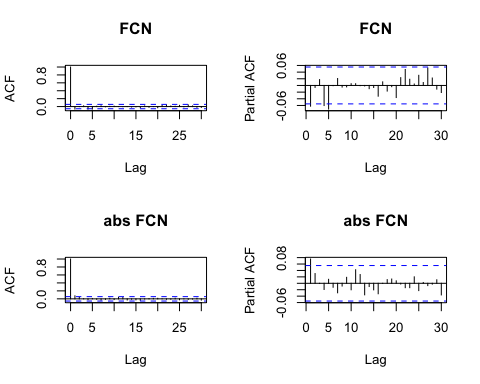 FCN
ACF
0.0 0.8
0 5 15 25
Lag
FCN
Partial ACF
-0.06 0.06
0 5 10 20 30
Lag
abs FCN
ACF
0.0 0.8
0 5 15 25
Lag
abs FCN
Partial ACF
-0.06 0.08
0 5 10 20 30
Lag